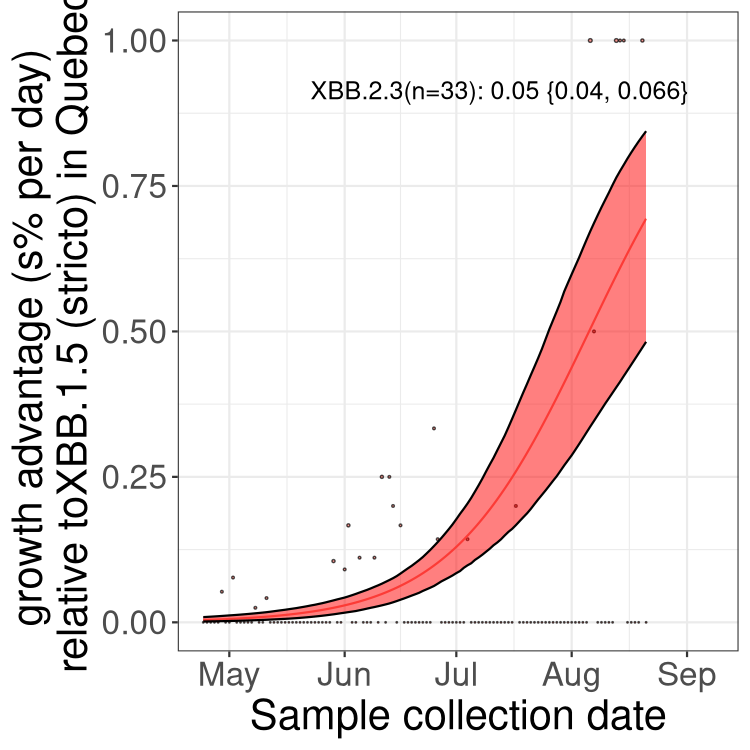 growth advantage (s% per day)
relative toXBB.1.5 (stricto) in Quebec
1.00
0.75
0.50
0.25
0.00
XBB.2.3(n=33): 0.05 {0.04, 0.066}
May Jun Jul Aug Sep
Sample collection date